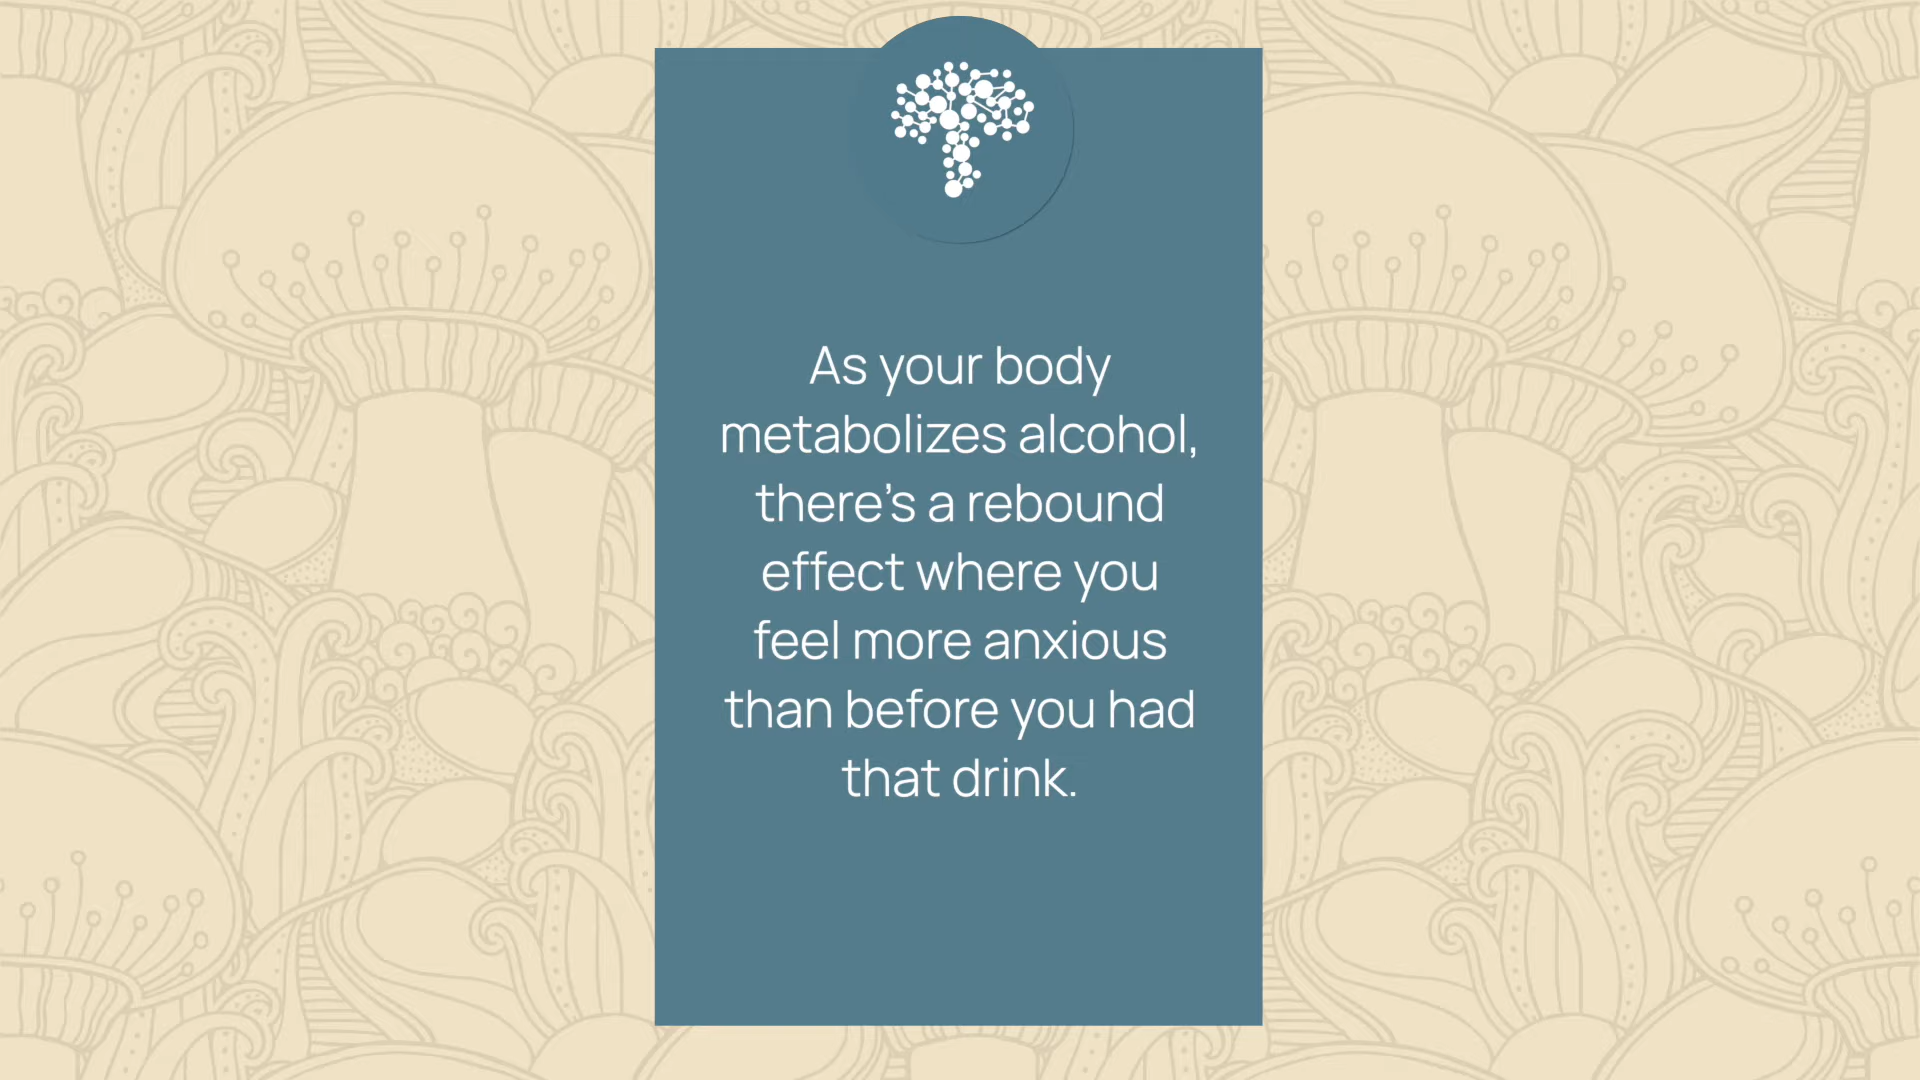 As your body
metabolizes alcohol,
there’s a rebound
effect where you
feel more anxious
than before you had
that drink.